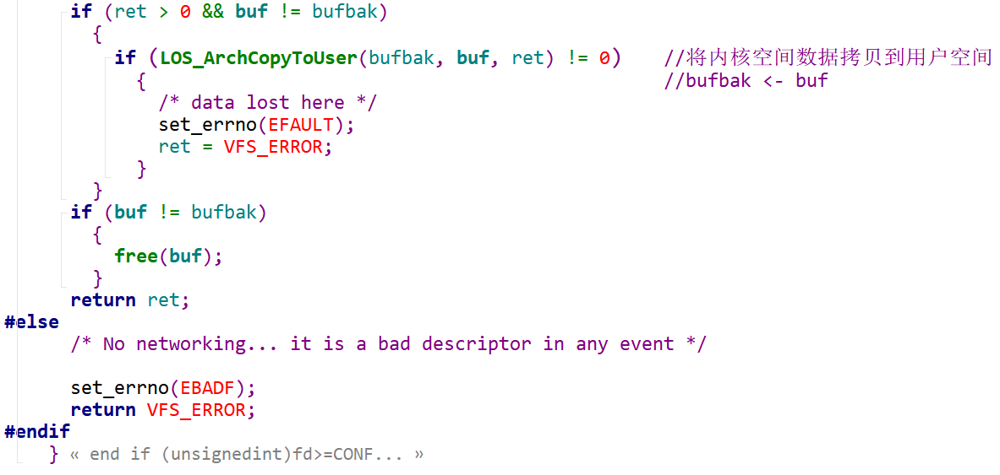 if (ret > 0 && buf != bufbak)
{
if (LOS_ArchCopyToUser(bufbak, buf, ret) != 0) //将内核空间数据拷贝到用户空间
{ //bufbak <- buf
/* data lost here */
set_errno(EFAULT);
ret = VFS_ERROR;
}
}
if (buf != bufbak)
{
free(buf);
}
return ret;
#else
/* No networking... it is a bad descriptor in any event */
set_errno(EBADF);
return VFS_ERROR;
#endif
} « end if (unsignedint)fd>=CONF... »